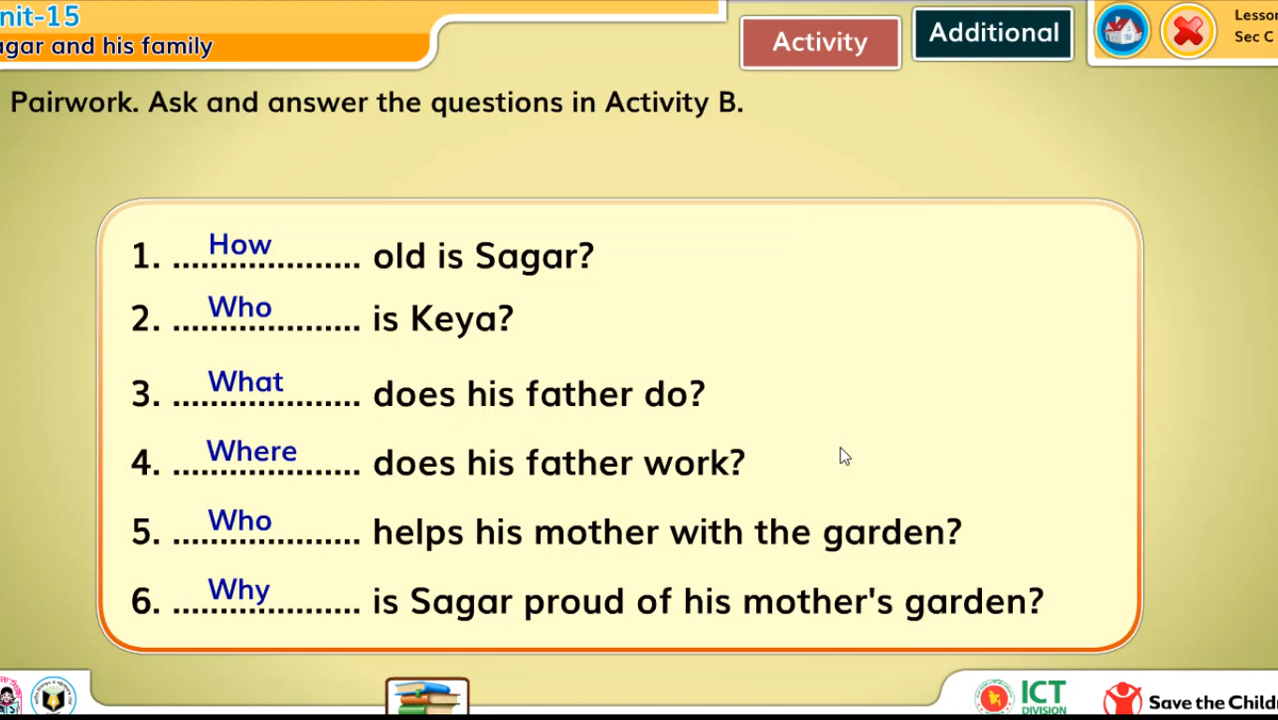 nit-15
agar and his family
Activity
Additional
Lesson
Sec C
Pairwork. Ask and answer the questions in Activity B.
1. .....How..... old is Sagar?
2. .....Who..... is Keya?
3. .....What..... does his father do?
4. .....Where..... does his father work?
5. .....Who..... helps his mother with the garden?
6. .....Why..... is Sagar proud of his mother's garden?
ICT
DIVISION
Save the Child